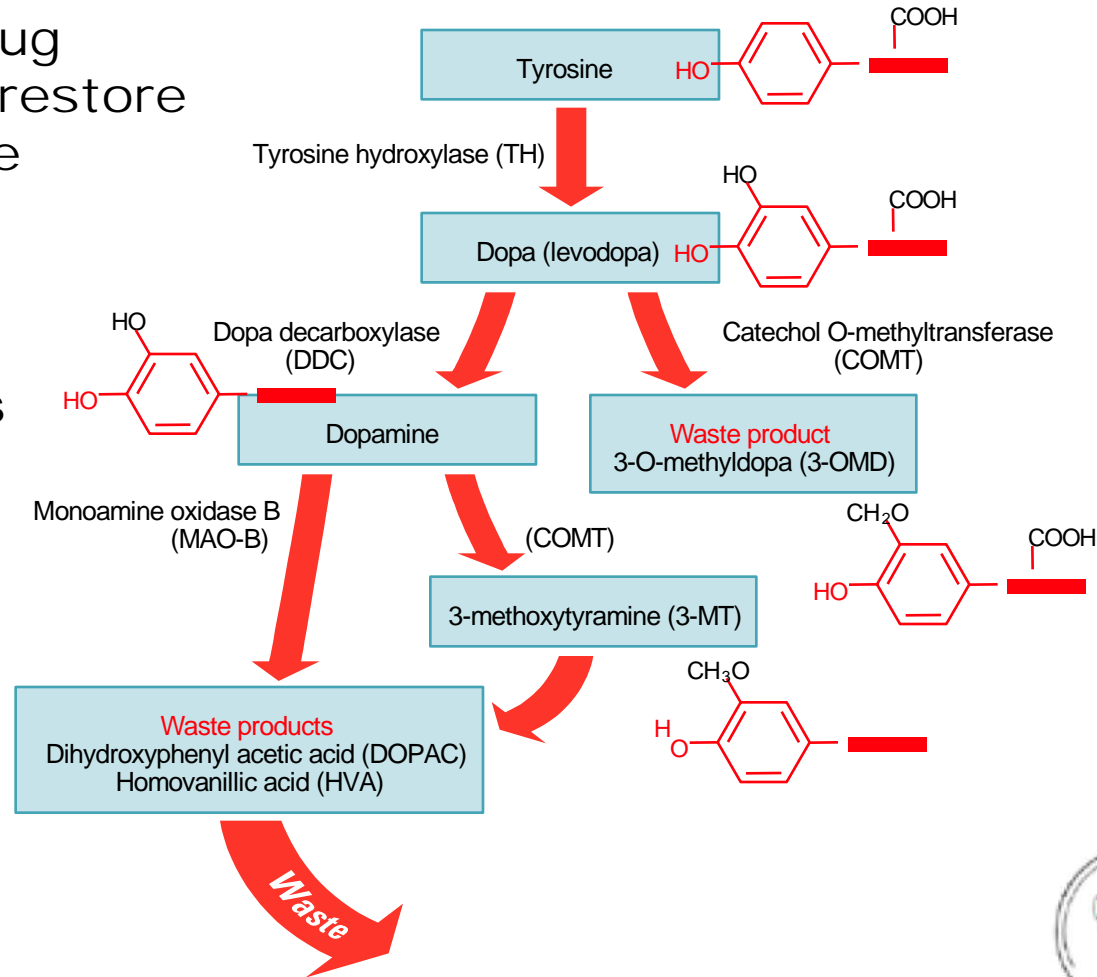 ug
restore
e
s
COOH
Tyrosine
HO
Tyrosine hydroxylase (TH)
HO
COOH
Dopa (levodopa)
HO
HO
Dopa decarboxylase
(DDC)
Catechol O-methyltransferase
(COMT)
HO
Dopamine
Waste product
3-O-methyldopa (3-OMD)
Monoamine oxidase B
(MAO-B)
(COMT)
CH₂O
COOH
HO
3-methoxytyramine (3-MT)
CH₃O
H
O
Waste products
Dihydroxyphenyl acetic acid (DOPAC)
Homovanillic acid (HVA)
Waste